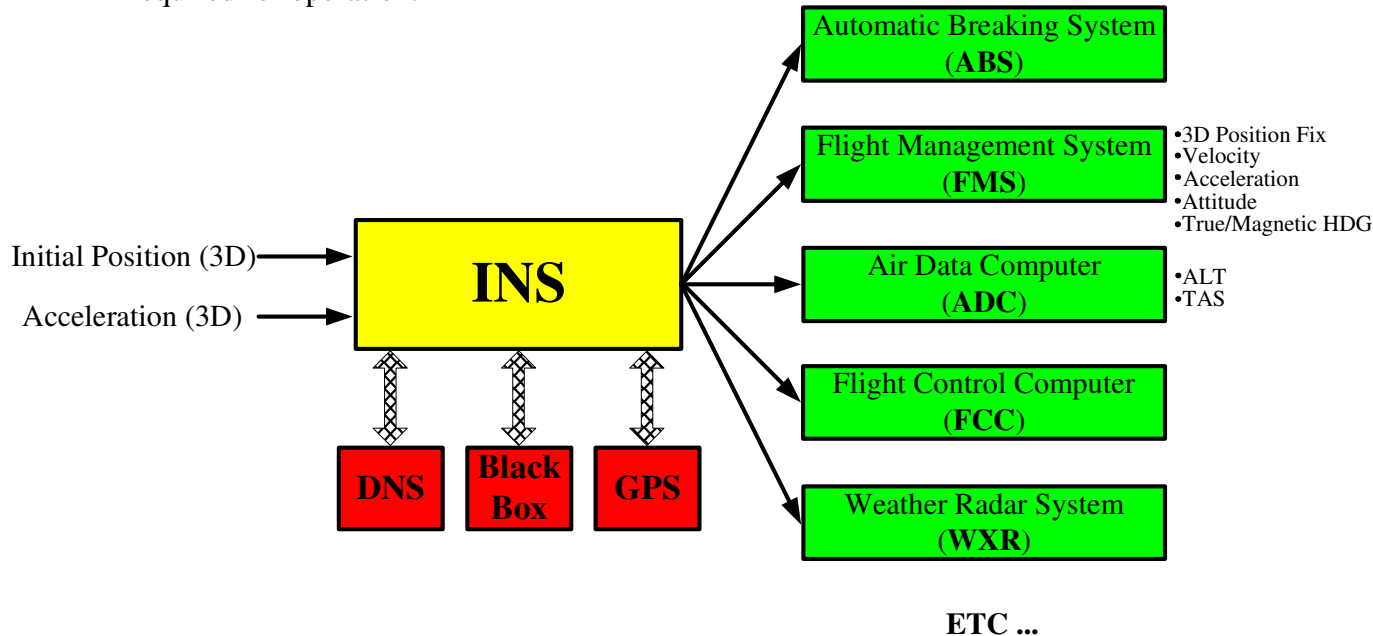 Automatic Breaking System
(ABS)
Flight Management System
(FMS)
•3D Position Fix
•Velocity
•Acceleration
•Attitude
•True/Magnetic HDG
Initial Position (3D)
Acceleration (3D)
INS
Air Data Computer
(ADC)
•ALT
•TAS
Flight Control Computer
(FCC)
DNS
Black
Box
GPS
Weather Radar System
(WXR)
ETC ...